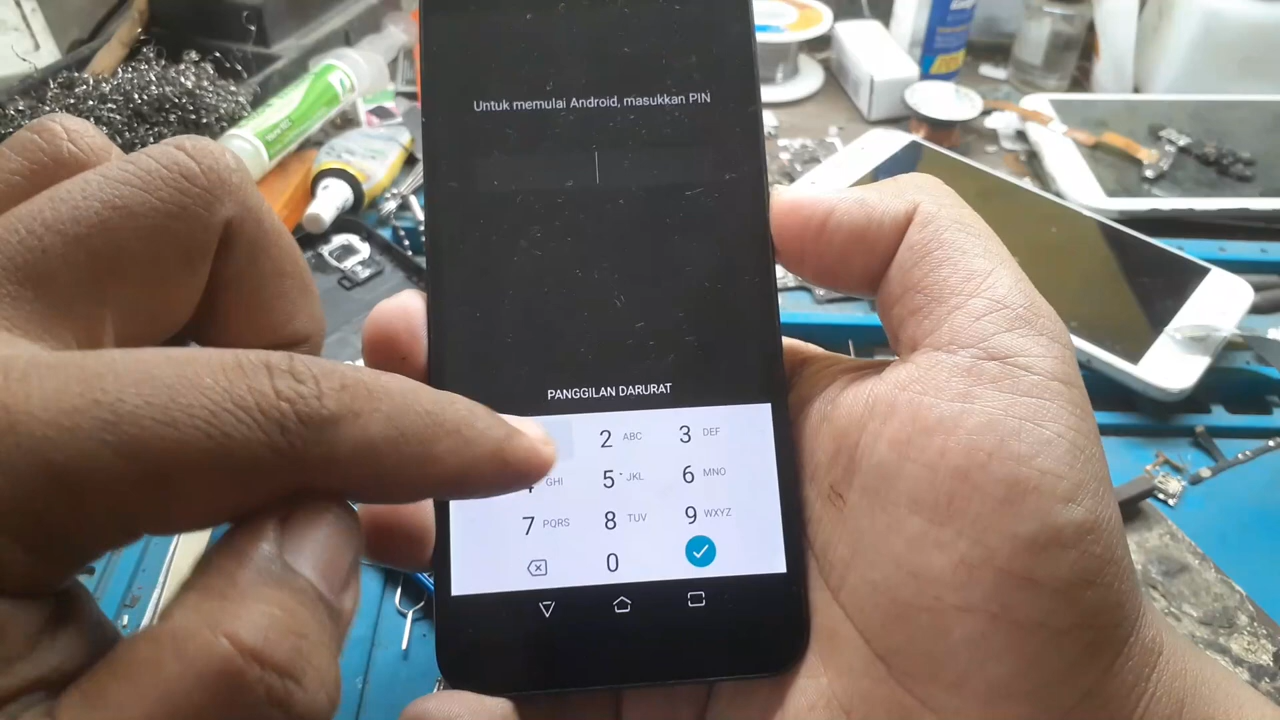 Untuk memulai Android, masukkan PIN
PANGGILAN DARURAT
2 ABC 3 DEF
4 GHI 5 JKL 6 MNO
7 PQRS 8 TUV 9 WXYZ
0